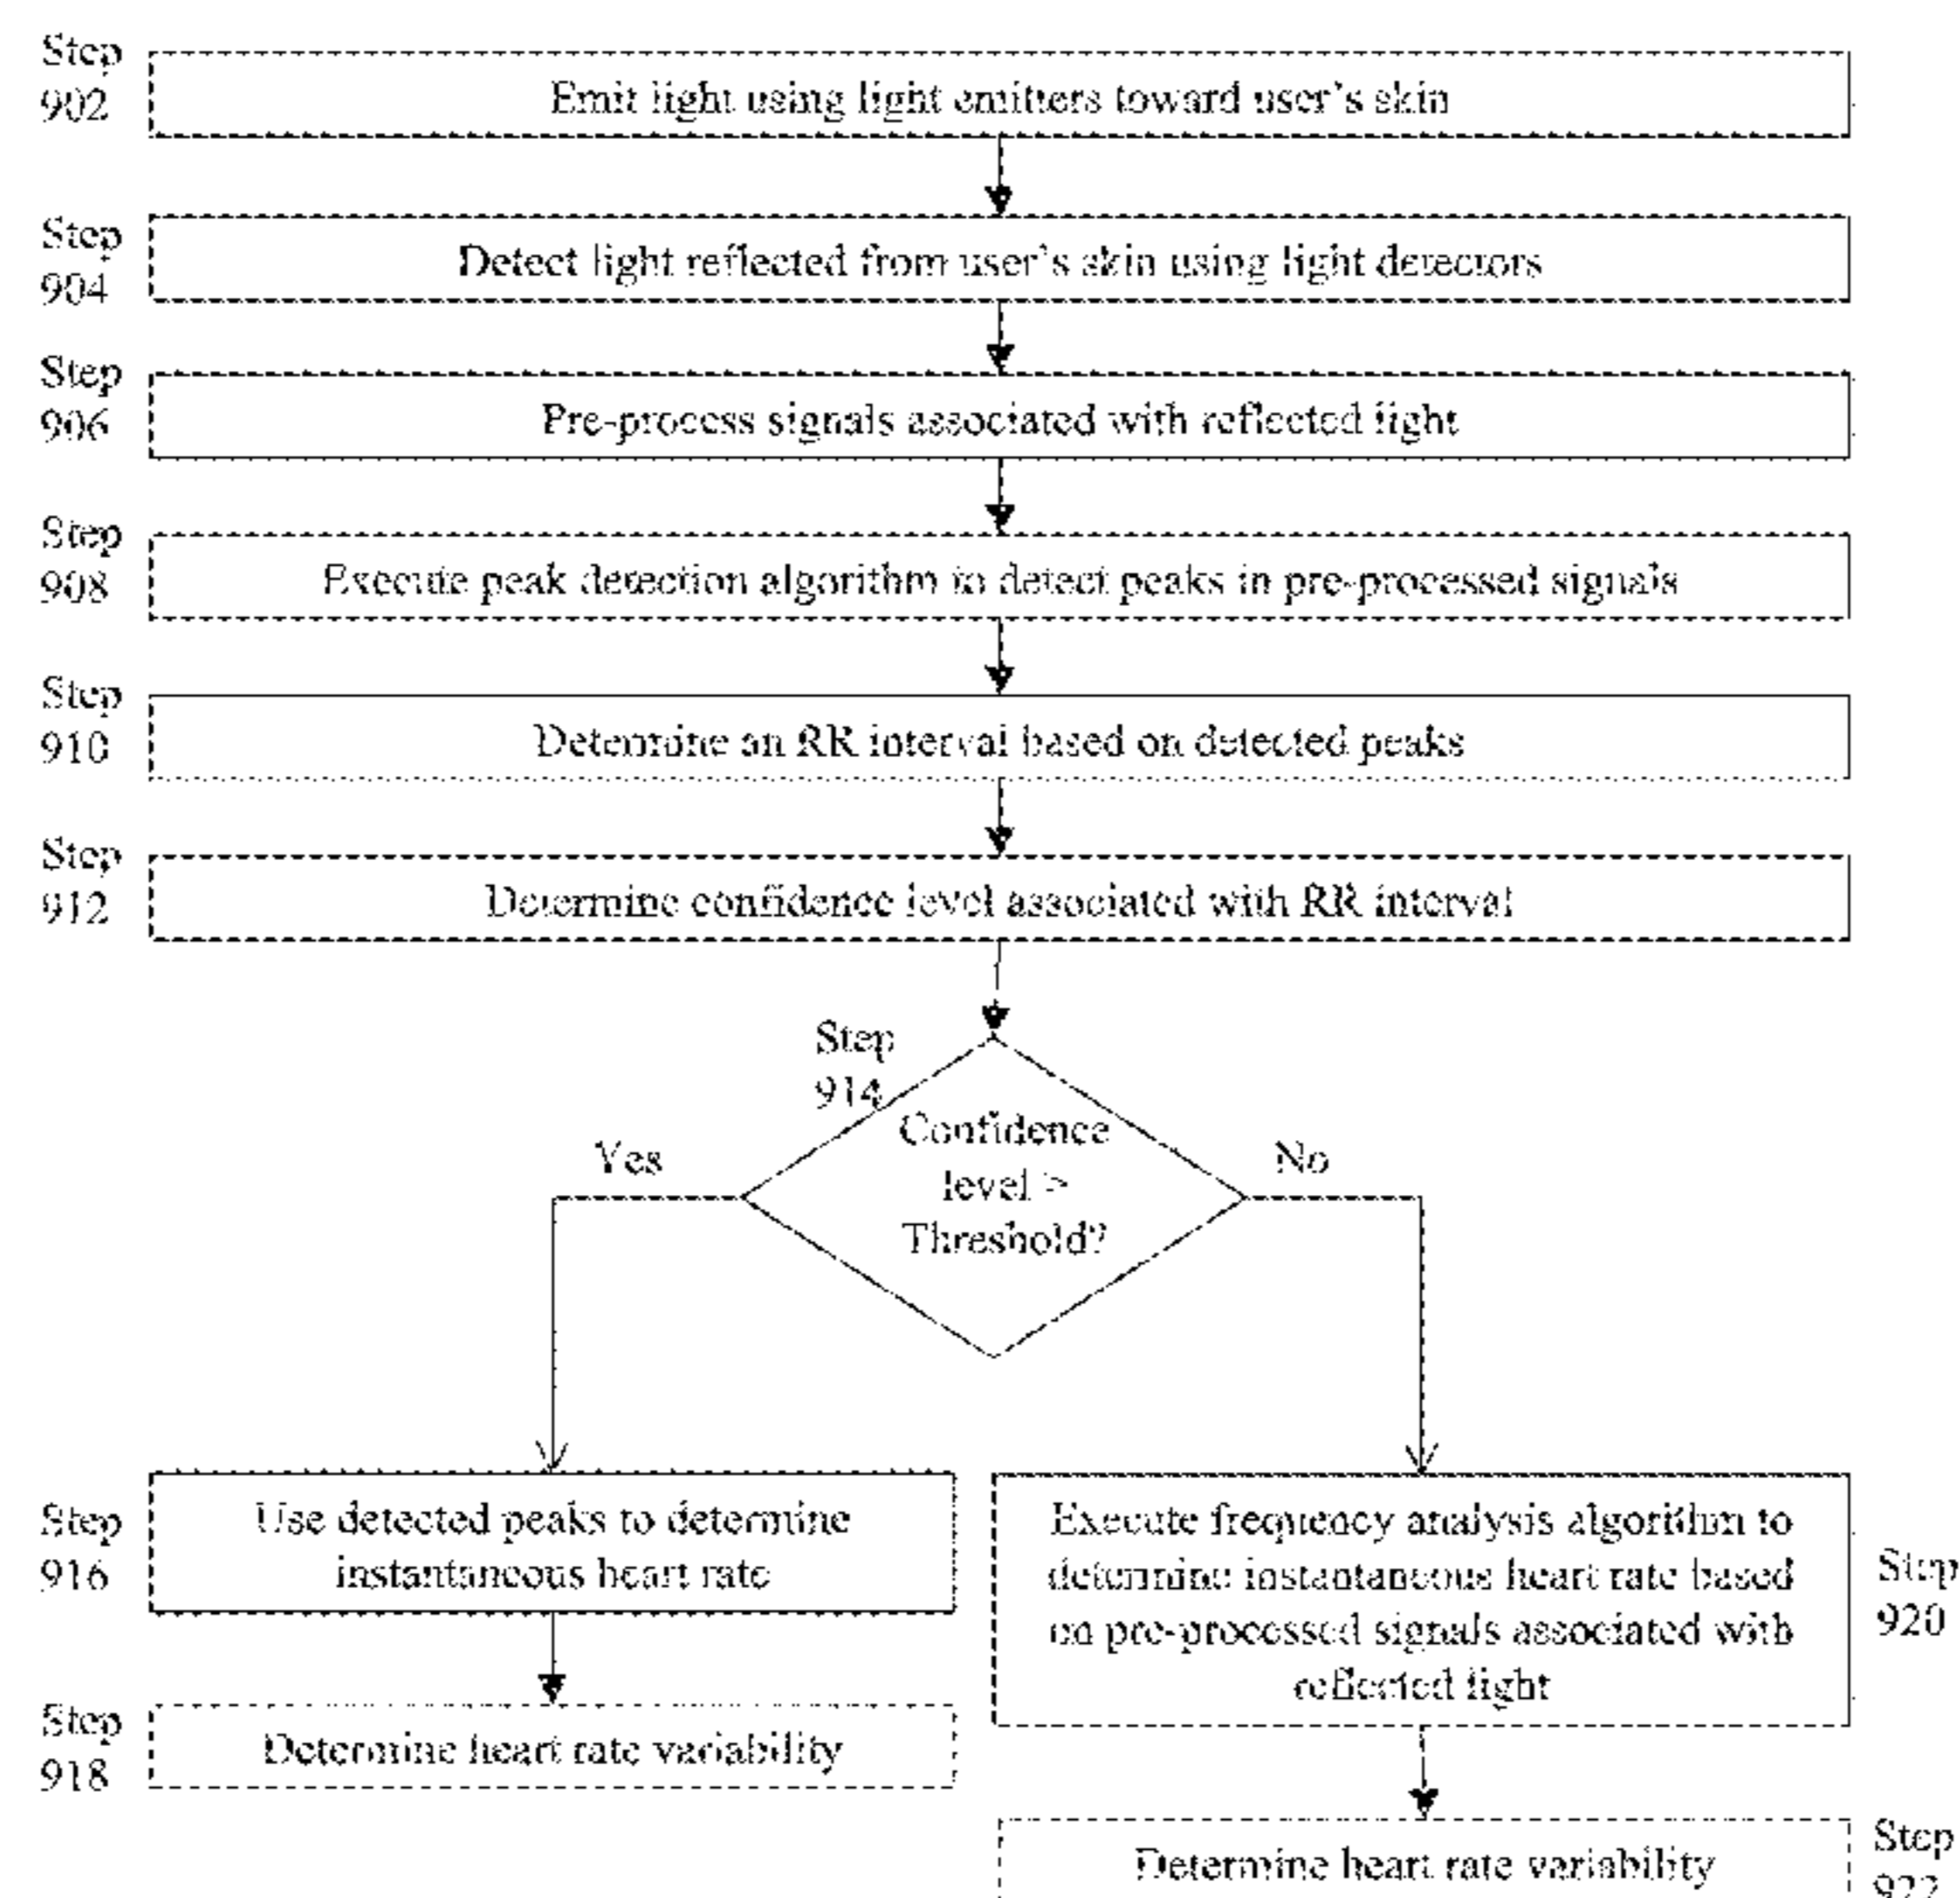 Step
902
Emit light using light emitters toward user's skin
Step
904
Detect light reflected from user's skin using light detectors
Step
906
Pre-process signals associated with reflected light
Step
908
Execute peak detection algorithm to detect peaks in pre-processed signals
Step
910
Determine an RR interval based on detected peaks
Step
912
Determine confidence level associated with RR interval
Step
914
Confidence
level >
Threshold?
Yes
No
Step
916
Use detected peaks to determine
instantaneous heart rate
Execute frequency analysis algorithm to
determine instantaneous heart rate based
on pre-processed signals associated with
reflected light
Step
920
Step
918
Determine heart rate variability
Determine heart rate variability
Step
922